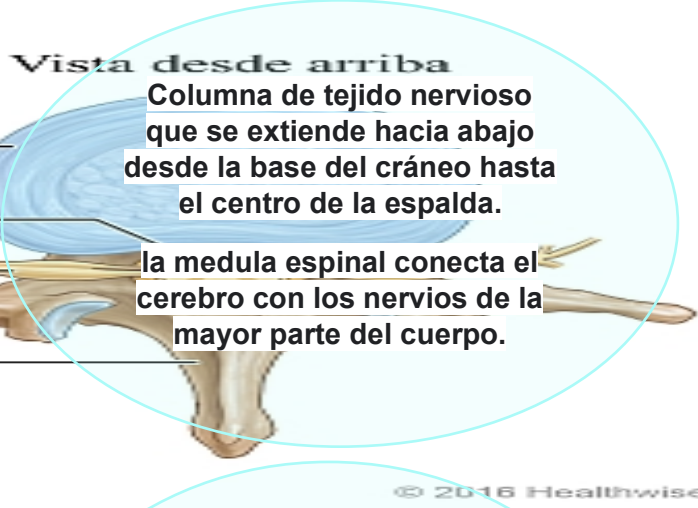 Vista desde arriba
Columna de tejido nervioso
que se extiende hacia abajo
desde la base del cráneo hasta
el centro de la espalda.
la medula espinal conecta el
cerebro con los nervios de la
mayor parte del cuerpo.
© 2016 Healthwise